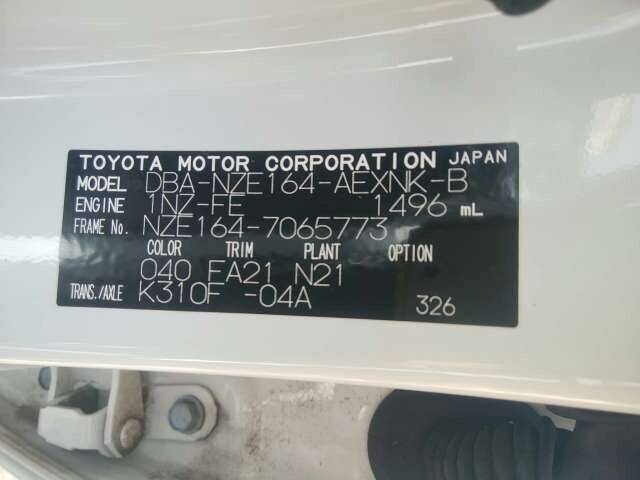 TOYOTA MOTOR CORPORATION JAPAN
MODEL DBA-NZE164-AEXNK-B
ENGINE 1NZ-FE 1496 mL
FRAME No. NZE164-7065773
COLOR TRIM PLANT OPTION
040 FA21 N21
TRANS./AXLE K310F -04A 326